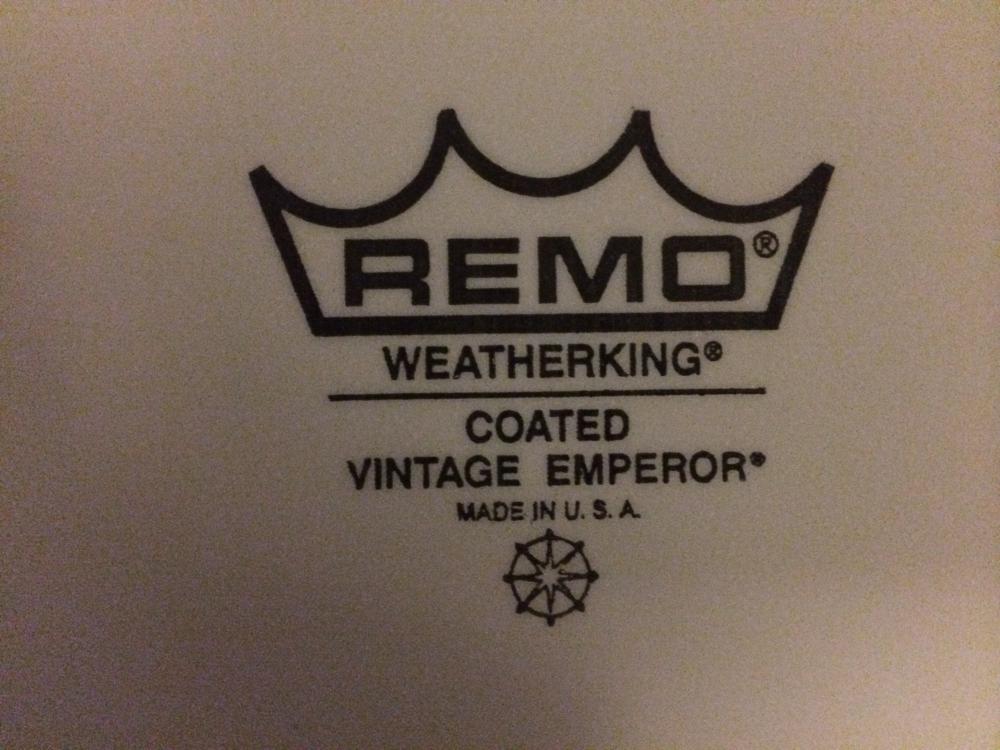 REMO®
WEATHERKING®
COATED
VINTAGE EMPEROR®
MADE IN U. S. A.